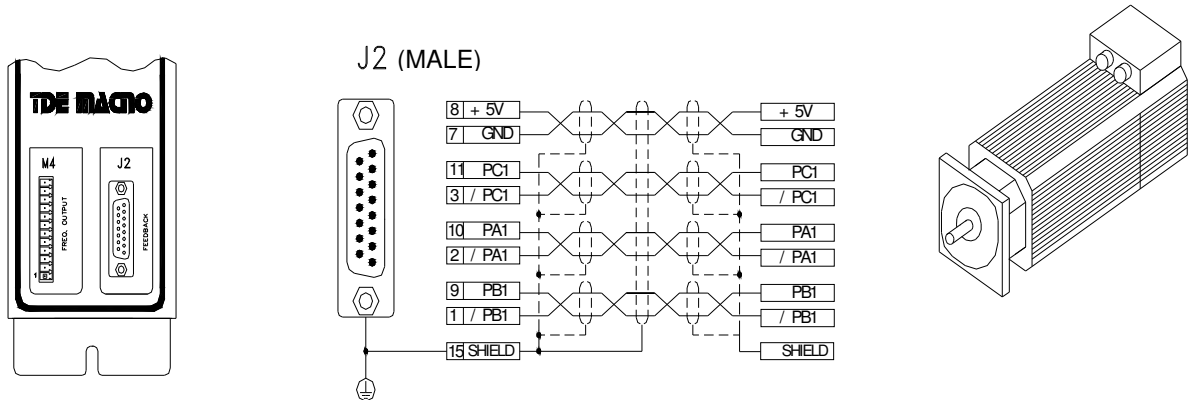 TDE MACNO
M4
J2
FREQ. OUTPUT
FEEDBACK
1
J2 (MALE)
8 + 5V
7 GND
11 PC1
3 / PC1
10 PA1
2 / PA1
9 PB1
1 / PB1
15 SHIELD
+ 5V
GND
PC1
/ PC1
PA1
/ PA1
PB1
/ PB1
SHIELD